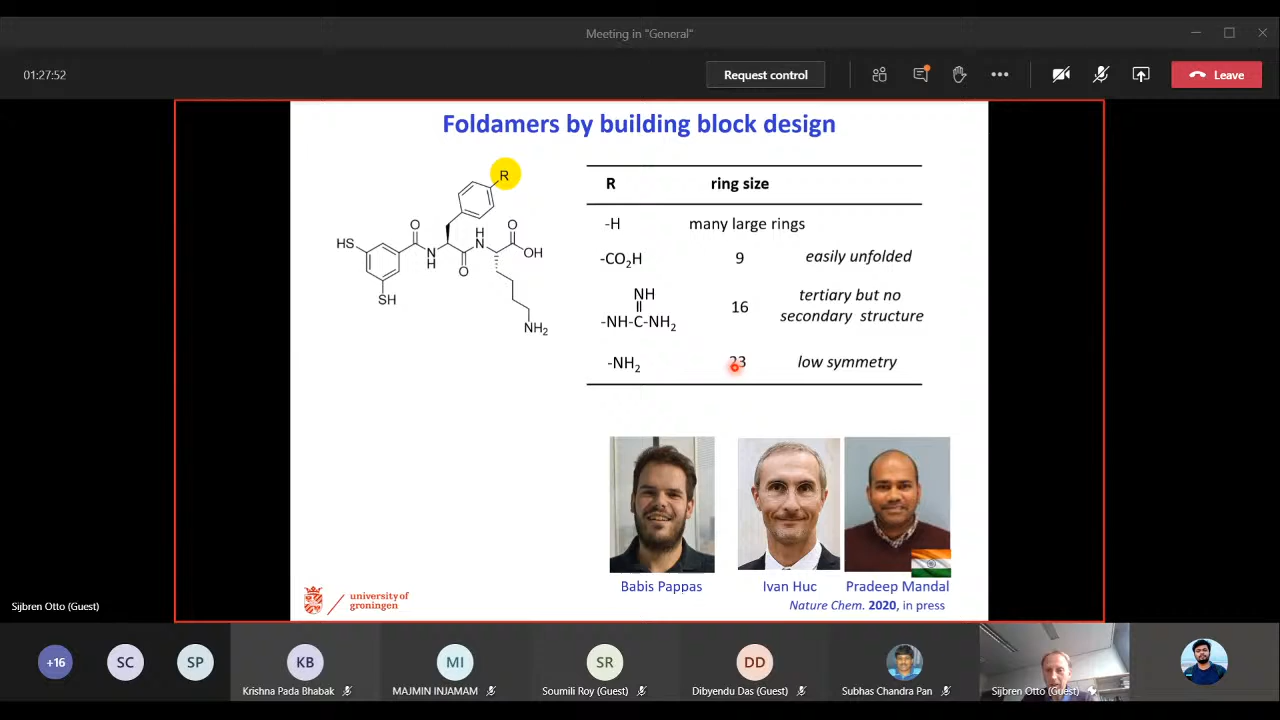 Meeting in "General"
01:27:52
Request control
Leave
Foldamers by building block design
R
O
H
O
HS
N
H
N
OH
O
SH
NH2
R ring size
-H many large rings
-CO2H 9 easily unfolded
NH
-NH-C-NH2 16 tertiary but no
secondary structure
-NH2 23 low symmetry
Babis Pappas Ivan Huc Pradeep Mandal
Nature Chem. 2020, in press
university of
groningen
Sijbren Otto (Guest)
+16 SC SP KB MI SR DD
Krishna Pada Bhabak MAJMIN INJAMAM Soumili Roy (Guest) Dibyendu Das (Guest) Subhas Chandra Pan Sijbren Otto (Guest)